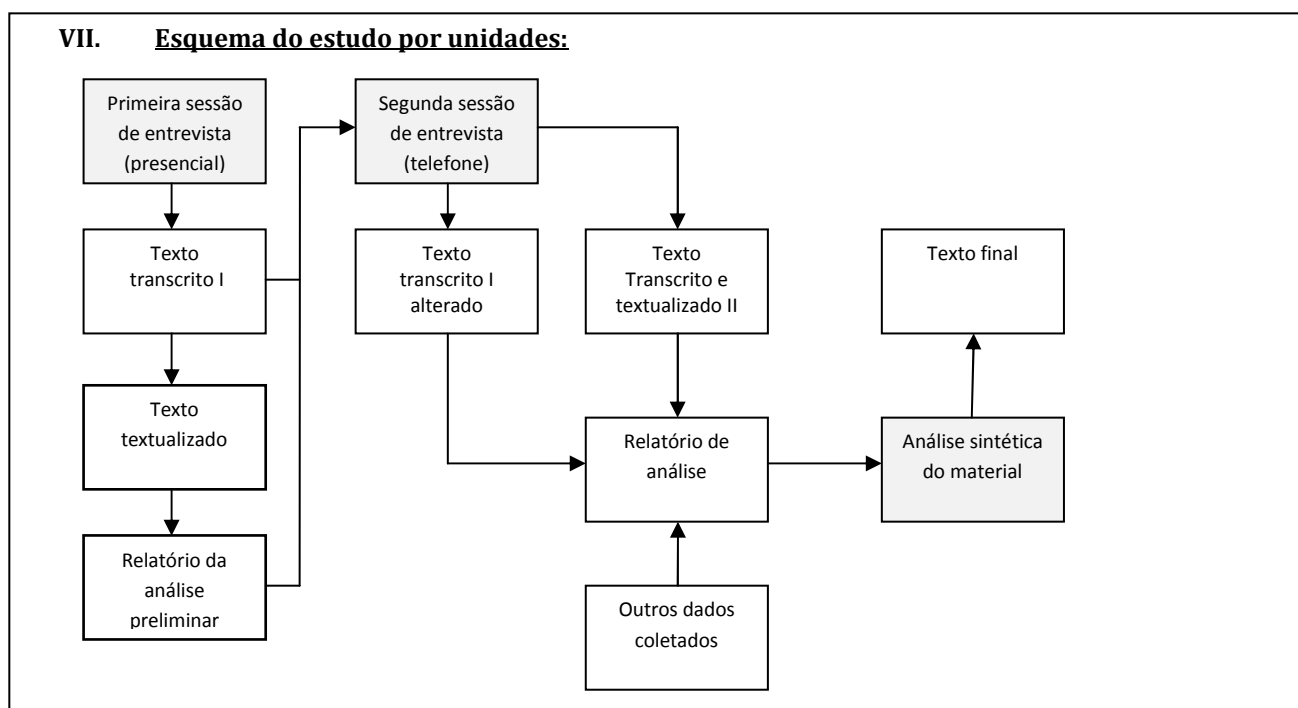 VII. Esquema do estudo por unidades:
Primeira sessão
de entrevista
(presencial)
Segunda sessão
de entrevista
(telefone)
Texto
transcrito I
Texto
transcrito I
alterado
Texto
Transcrito e
textualizado II
Texto final
Texto
textualizado
Relatório de
análise
Análise sintética
do material
Relatório da
análise
preliminar
Outros dados
coletados